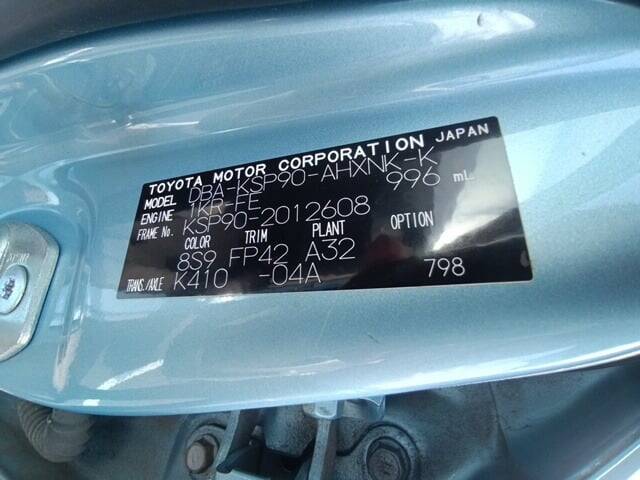 TOYOTA MOTOR CORPORATION JAPAN
MODEL DBA-KSP90-AHXNK-K
ENGINE 1KR-FE 996 mL
FRAME No. KSP90-2012608
COLOR TRIM PLANT OPTION
8S9 FP42 A32
TRANS./AXLE K410 -04A 798